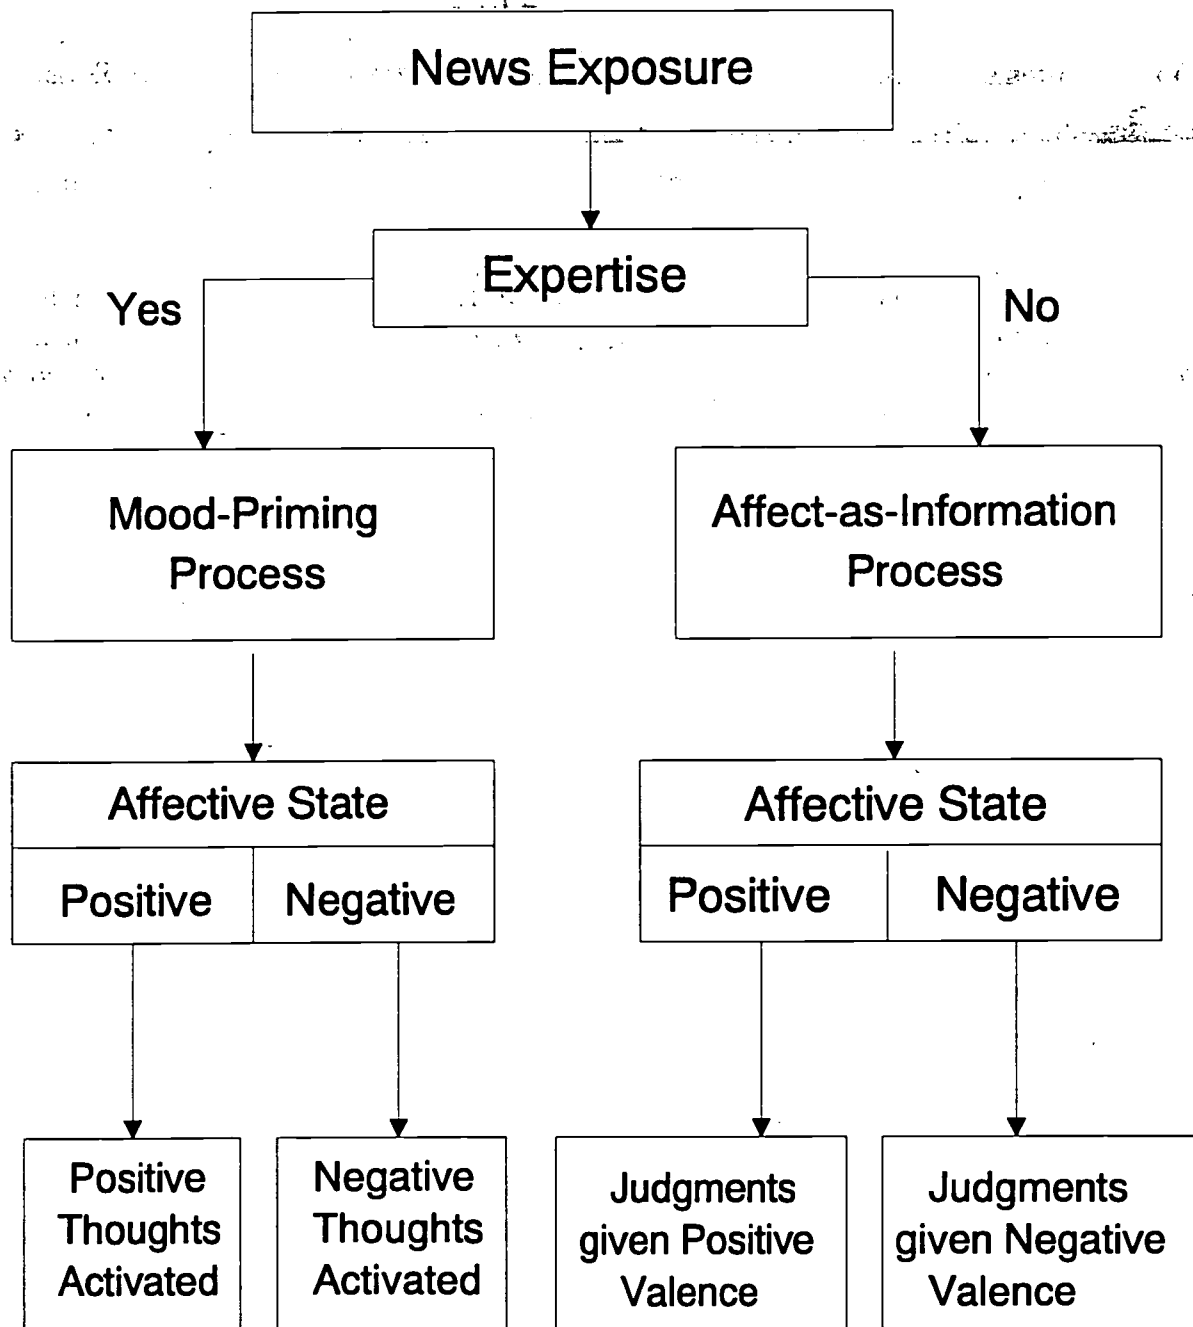 News Exposure
Expertise
Yes
No
Mood-Priming
Process
Affect-as-Information
Process
Affective State
Positive
Negative
Affective State
Positive
Negative
Positive
Thoughts
Activated
Negative
Thoughts
Activated
Judgments
given Positive
Valence
Judgments
given Negative
Valence